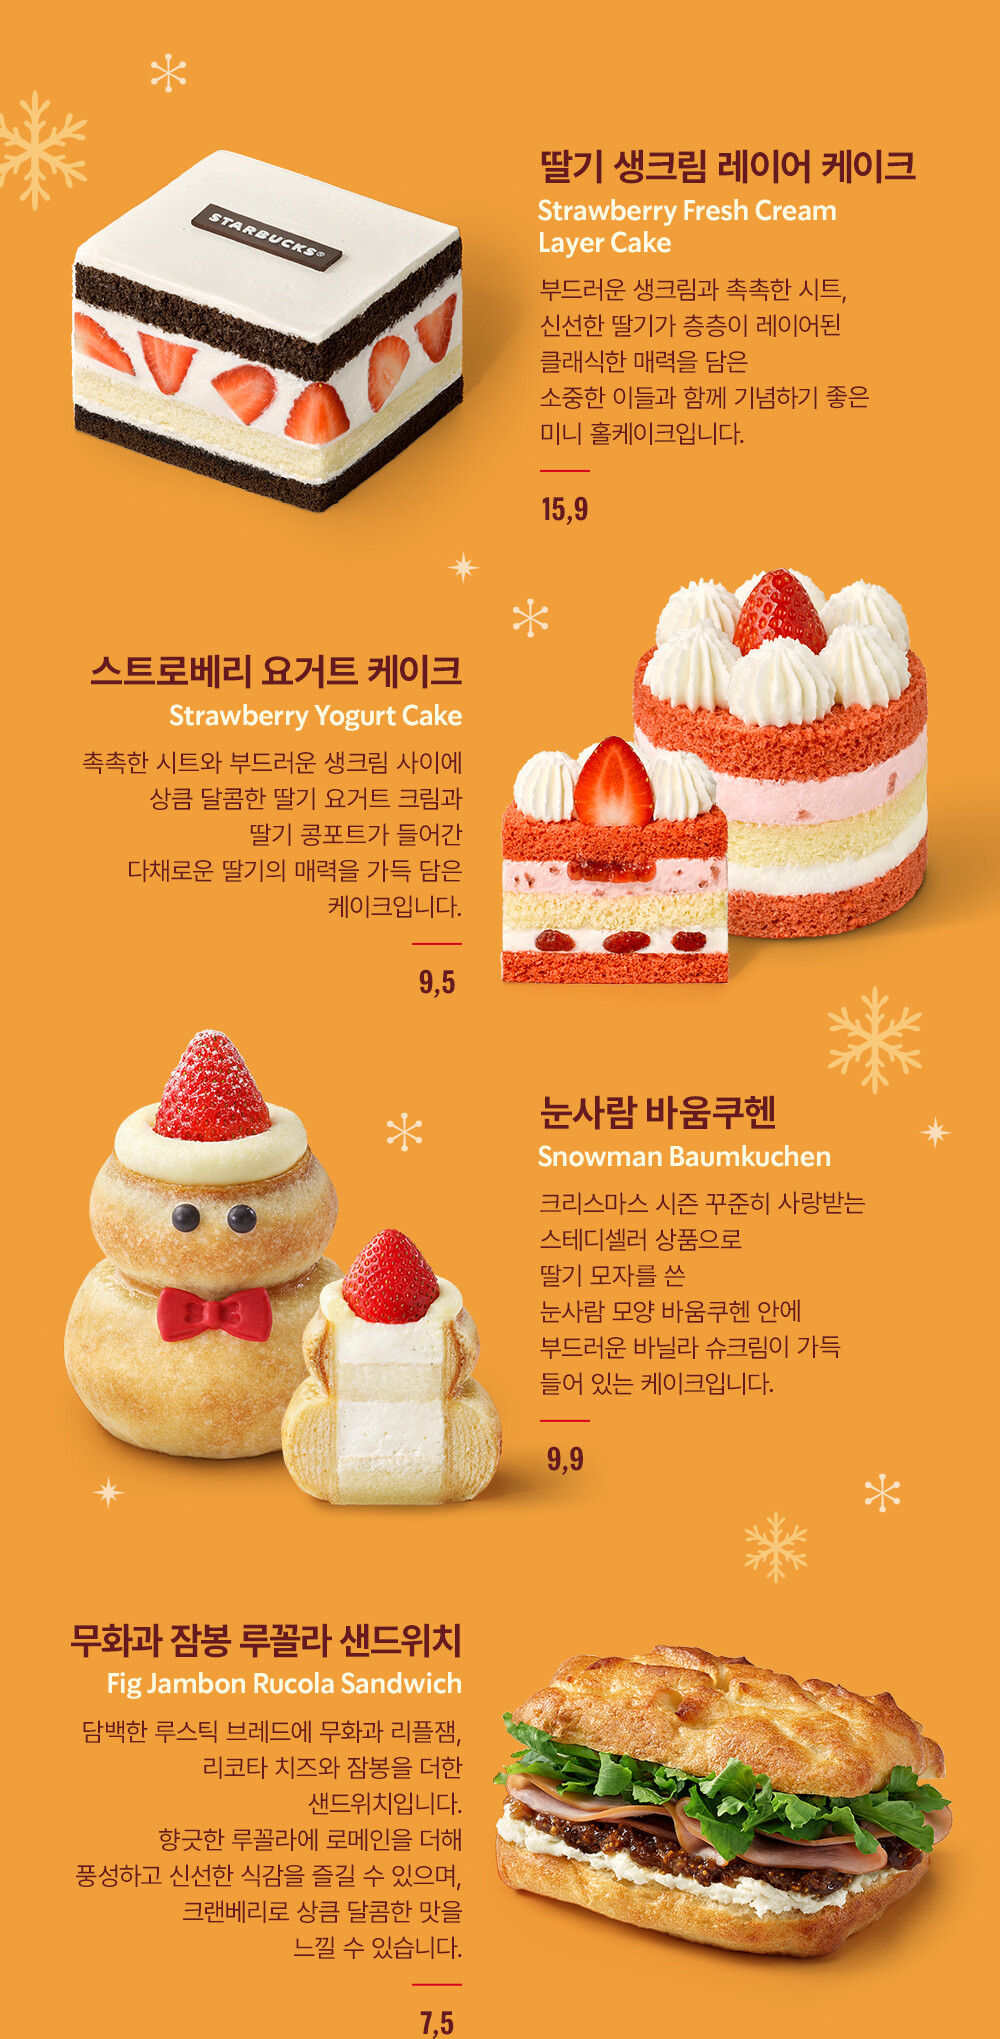 STARBUCKS®
딸기 생크림 레이어 케이크
Strawberry Fresh Cream
Layer Cake
부드러운 생크림과 촉촉한 시트,
신선한 딸기가 층층이 레이어된
클래식한 매력을 담은
소중한 이들과 함께 기념하기 좋은
미니 홀케이크입니다.
15,9
스트로베리 요거트 케이크
Strawberry Yogurt Cake
촉촉한 시트와 부드러운 생크림 사이에
상큼 달콤한 딸기 요거트 크림과
딸기 콩포트가 들어간
다채로운 딸기의 매력을 가득 담은
케이크입니다.
9,5
눈사람 바움쿠헨
Snowman Baumkuchen
크리스마스 시즌 꾸준히 사랑받는
스테디셀러 상품으로
딸기 모자를 쓴
눈사람 모양 바움쿠헨 안에
부드러운 바닐라 슈크림이 가득
들어 있는 케이크입니다.
9,9
무화과 잠봉 루꼴라 샌드위치
Fig Jambon Rucola Sandwich
담백한 루스틱 브레드에 무화과 리플잼,
리코타 치즈와 잠봉을 더한
샌드위치입니다.
향긋한 루꼴라에 로메인을 더해
풍성하고 신선한 식감을 즐길 수 있으며,
크랜베리로 상큼 달콤한 맛을
느낄 수 있습니다.
7,5